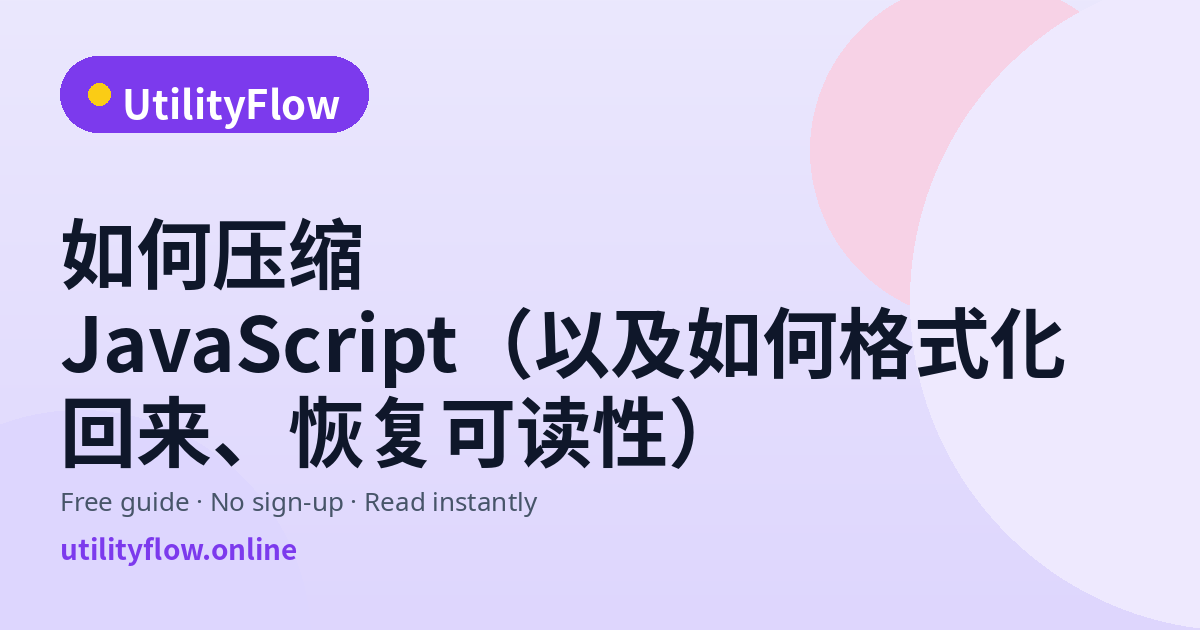 UtilityFlow
如何压缩
JavaScript（以及如何格式化
回来、恢复可读性）
Free guide · No sign-up · Read instantly
utilityflow.online